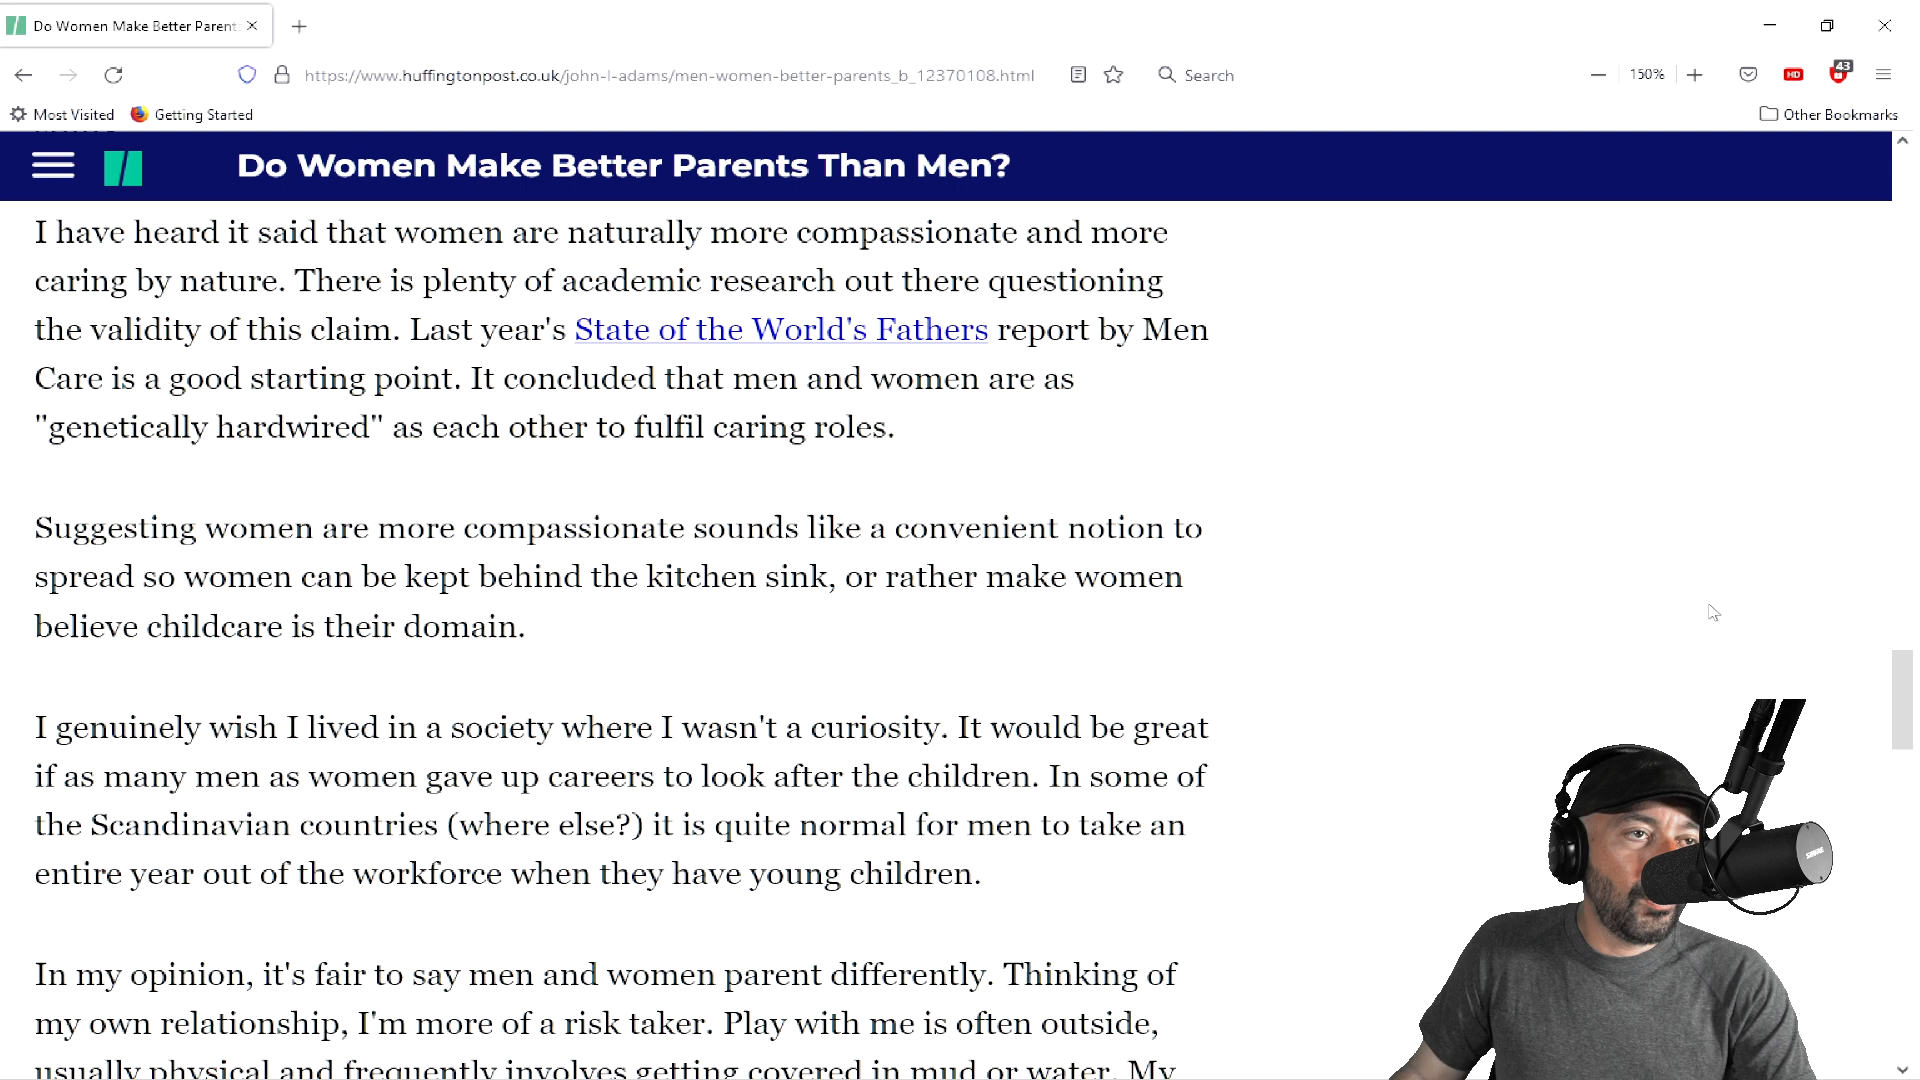 Do Women Make Better Parent
https://www.huffingtonpost.co.uk/john-l-adams/men-women-better-parents_b_12370108.html
Search
150%
HD
43
Most Visited
Getting Started
Other Bookmarks
Do Women Make Better Parents Than Men?
I have heard it said that women are naturally more compassionate and more
caring by nature. There is plenty of academic research out there questioning
the validity of this claim. Last year's State of the World's Fathers report by Men
Care is a good starting point. It concluded that men and women are as
"genetically hardwired" as each other to fulfil caring roles.
Suggesting women are more compassionate sounds like a convenient notion to
spread so women can be kept behind the kitchen sink, or rather make women
believe childcare is their domain.
I genuinely wish I lived in a society where I wasn't a curiosity. It would be great
if as many men as women gave up careers to look after the children. In some of
the Scandinavian countries (where else?) it is quite normal for men to take an
entire year out of the workforce when they have young children.
SHURE
In my opinion, it's fair to say men and women parent differently. Thinking of
my own relationship, I'm more of a risk taker. Play with me is often outside,
usually physical and frequently involves getting covered in mud or water. My